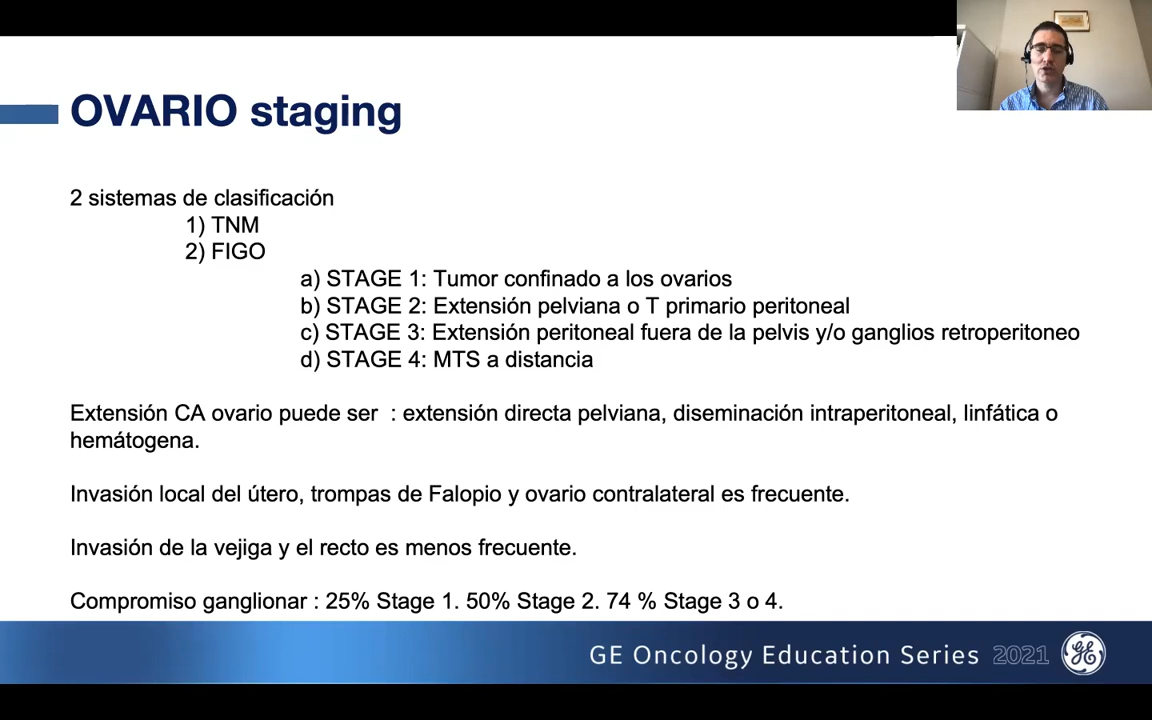 OVARIO staging
2 sistemas de clasificación
1) TNM
2) FIGO
a) STAGE 1: Tumor confinado a los ovarios
b) STAGE 2: Extensión pelviana o T primario peritoneal
c) STAGE 3: Extensión peritoneal fuera de la pelvis y/o ganglios retroperitoneo
d) STAGE 4: MTS a distancia
Extensión CA ovario puede ser : extensión directa pelviana, diseminación intraperitoneal, linfática o
hemátogena.
Invasión local del útero, trompas de Falopio y ovario contralateral es frecuente.
Invasión de la vejiga y el recto es menos frecuente.
Compromiso ganglionar : 25% Stage 1. 50% Stage 2. 74 % Stage 3 o 4.
GE Oncology Education Series 2021 GE